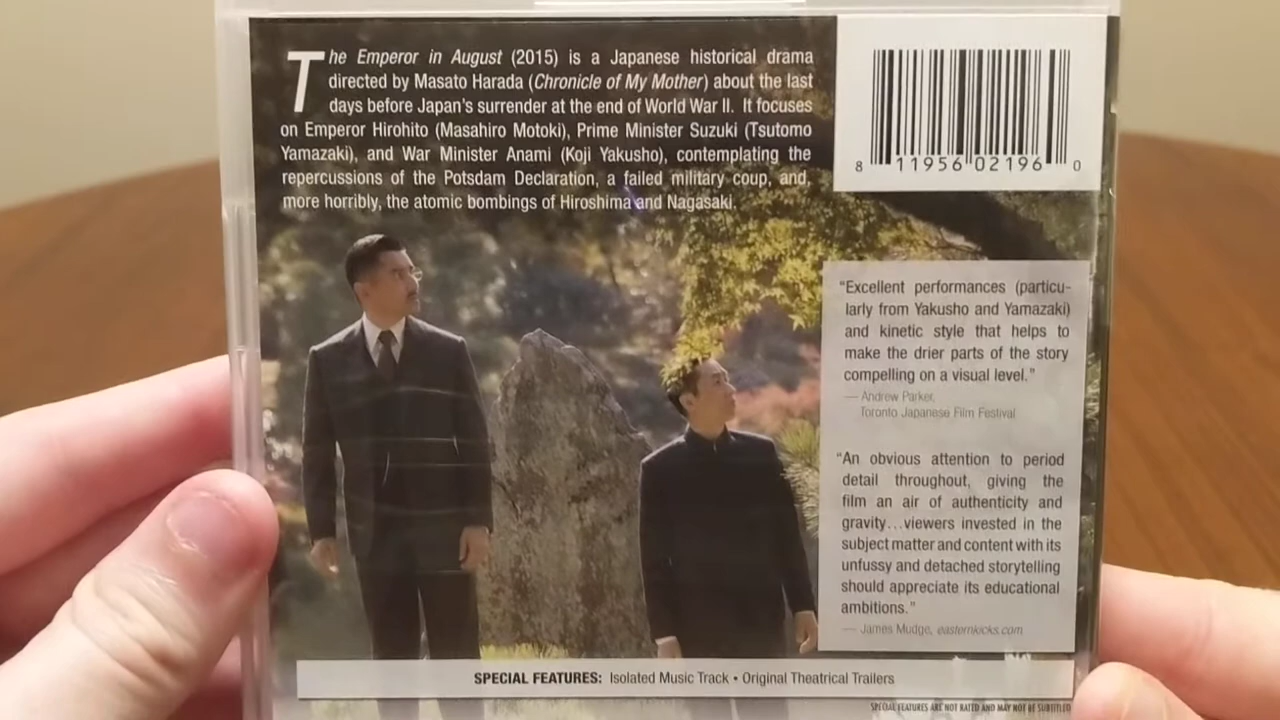 The Emperor in August (2015) is a Japanese historical drama
directed by Masato Harada (Chronicle of My Mother) about the last
days before Japan's surrender at the end of World War II. It focuses
on Emperor Hirohito (Masahiro Motoki), Prime Minister Suzuki (Tsutomo
Yamazaki), and War Minister Anami (Koji Yakusho), contemplating the
repercussions of the Potsdam Declaration, a failed military coup, and,
more horribly, the atomic bombings of Hiroshima and Nagasaki.
8 11956 02196 0
"Excellent performances (particu-
larly from Yakusho and Yamazaki)
and kinetic style that helps to
make the drier parts of the story
compelling on a visual level."
— Andrew Parker,
Toronto Japanese Film Festival
"An obvious attention to period
detail throughout, giving the
film an air of authenticity and
gravity...viewers invested in the
subject matter and content with its
unfussy and detached storytelling
should appreciate its educational
ambitions."
— James Mudge, easternkicks.com
SPECIAL FEATURES: Isolated Music Track • Original Theatrical Trailers
SPECIAL FEATURES ARE NOT RATED AND MAY NOT BE SUBTITLED